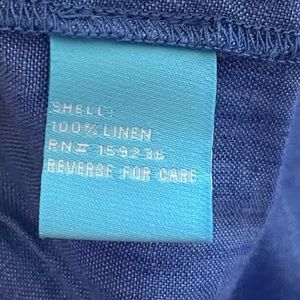 SHELL:
100% LINEN
RN# 159236
REVERSE FOR CARE